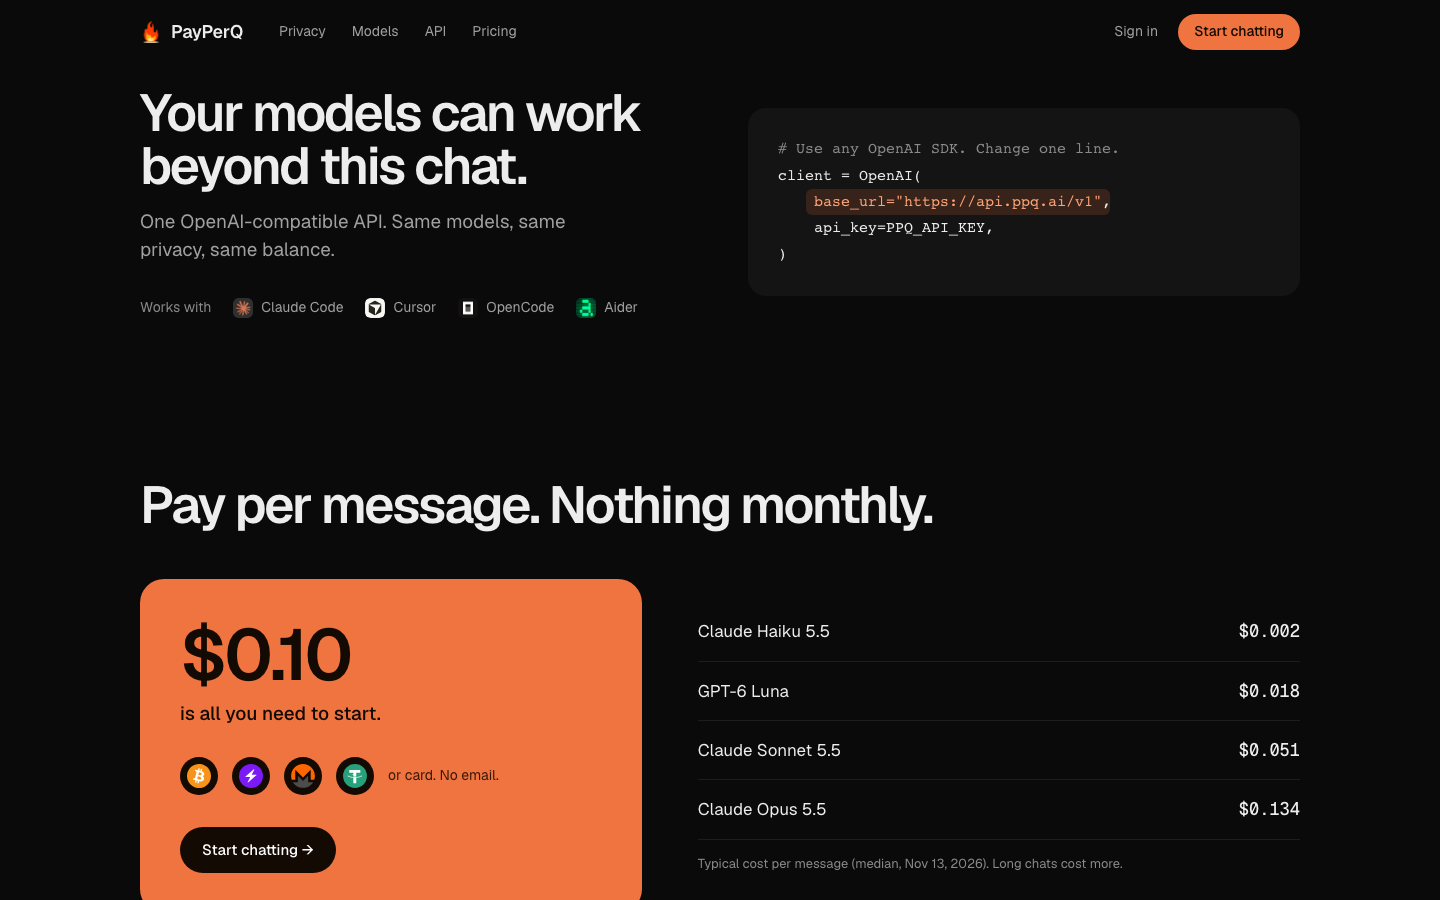 PayPerQ
Privacy
Models
API
Pricing
Sign in
Start chatting
Your models can work
beyond this chat.
One OpenAI-compatible API. Same models, same
privacy, same balance.
Works with
Claude Code
Cursor
OpenCode
Aider
# Use any OpenAI SDK. Change one line.
client = OpenAI(
    base_url="https://api.ppq.ai/v1",
    api_key=PPQ_API_KEY,
)
Pay per message. Nothing monthly.
$0.10
is all you need to start.
or card. No email.
Start chatting →
Claude Haiku 5.5 $0.002
GPT-6 Luna $0.018
Claude Sonnet 5.5 $0.051
Claude Opus 5.5 $0.134
Typical cost per message (median, Nov 13, 2026). Long chats cost more.